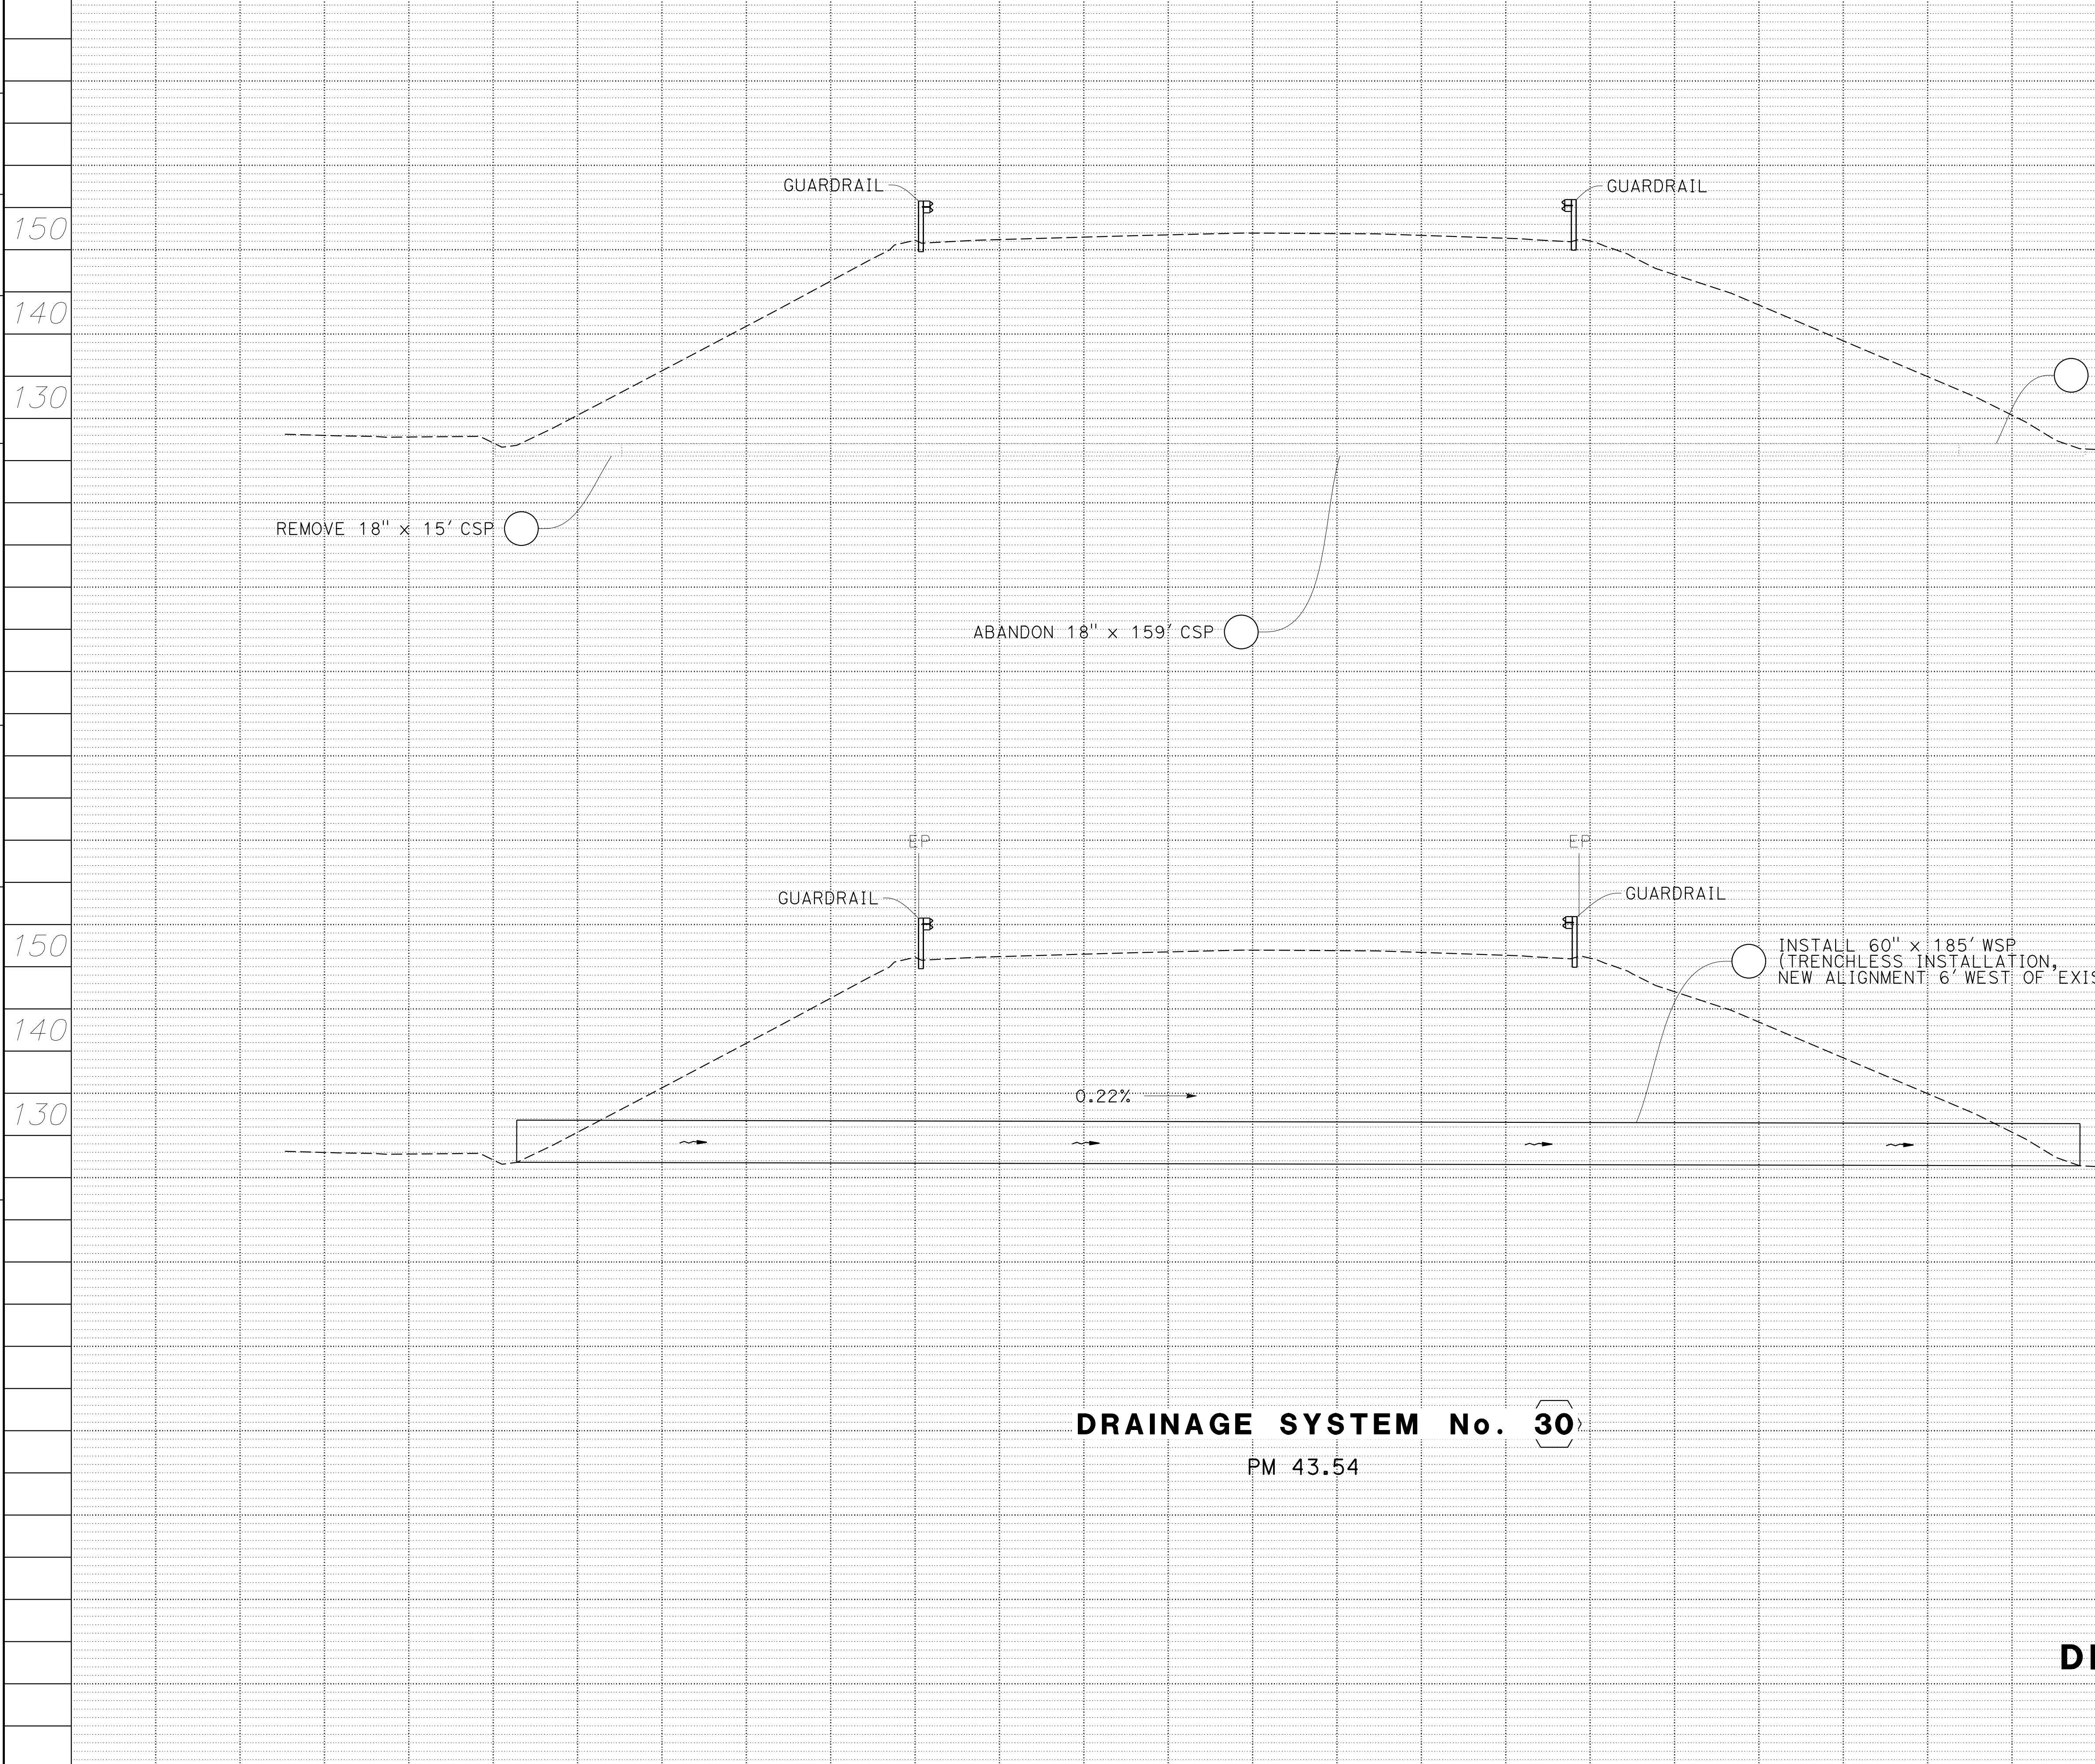 GUARDRAIL
GUARDRAIL
150
140
130
REMOVE 18" x 15' CSP
ABANDON 18" x 159' CSP
EP
EP
GUARDRAIL
GUARDRAIL
150
INSTALL 60" x 185' WSP
(TRENCHLESS INSTALLATION,
NEW ALIGNMENT 6' WEST OF
140
0.22%
130
DRAINAGE SYSTEM No. 30
PM 43.54